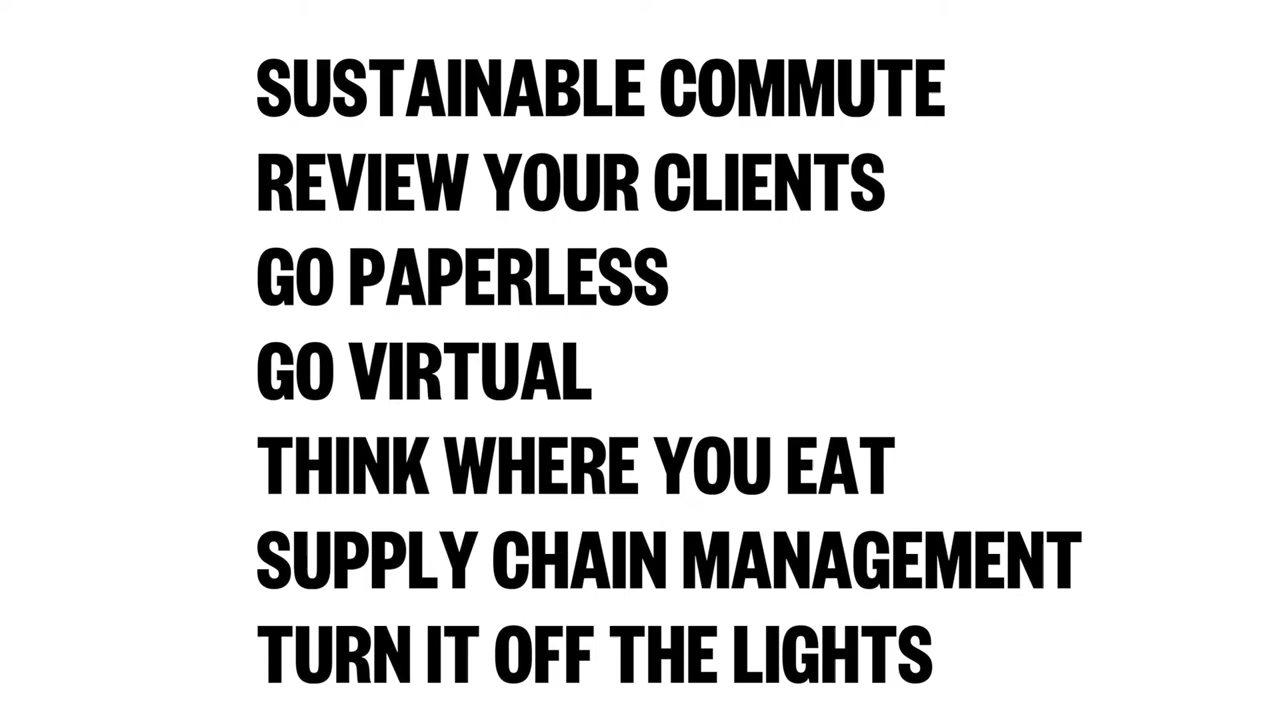 SUSTAINABLE COMMUTE
REVIEW YOUR CLIENTS
GO PAPERLESS
GO VIRTUAL
THINK WHERE YOU EAT
SUPPLY CHAIN MANAGEMENT
TURN IT OFF THE LIGHTS